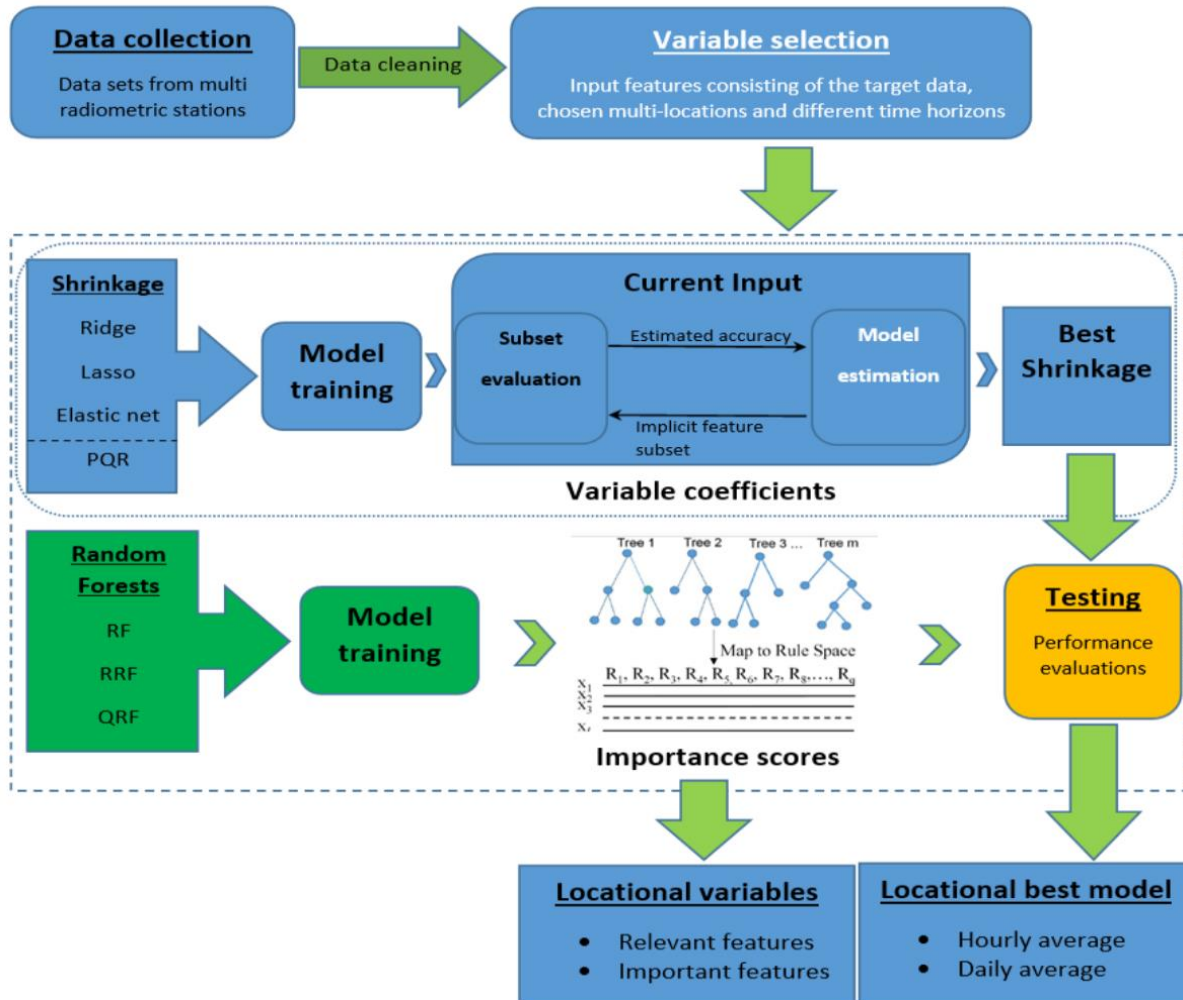 Data collection
Data sets from multi
radiometric stations
Data cleaning
Variable selection
Input features consisting of the target data,
chosen multi-locations and different time horizons
Shrinkage
Ridge
Lasso
Elastic net
PQR
Model
training
Current Input
Subset
evaluation
Estimated accuracy
Implicit feature
subset
Model
estimation
Best
Shrinkage
Variable coefficients
Random
Forests
RF
RRF
QRF
Model
training
Tree 1 Tree 2 Tree 3 ... Tree m
Map to Rule Space
R1, R2, R3, R4, R5, R6, R7, R8,..., Rq
X1
X2
X3
Importance scores
Testing
Performance
evaluations
Locational variables
• Relevant features
• Important features
Locational best model
• Hourly average
• Daily average